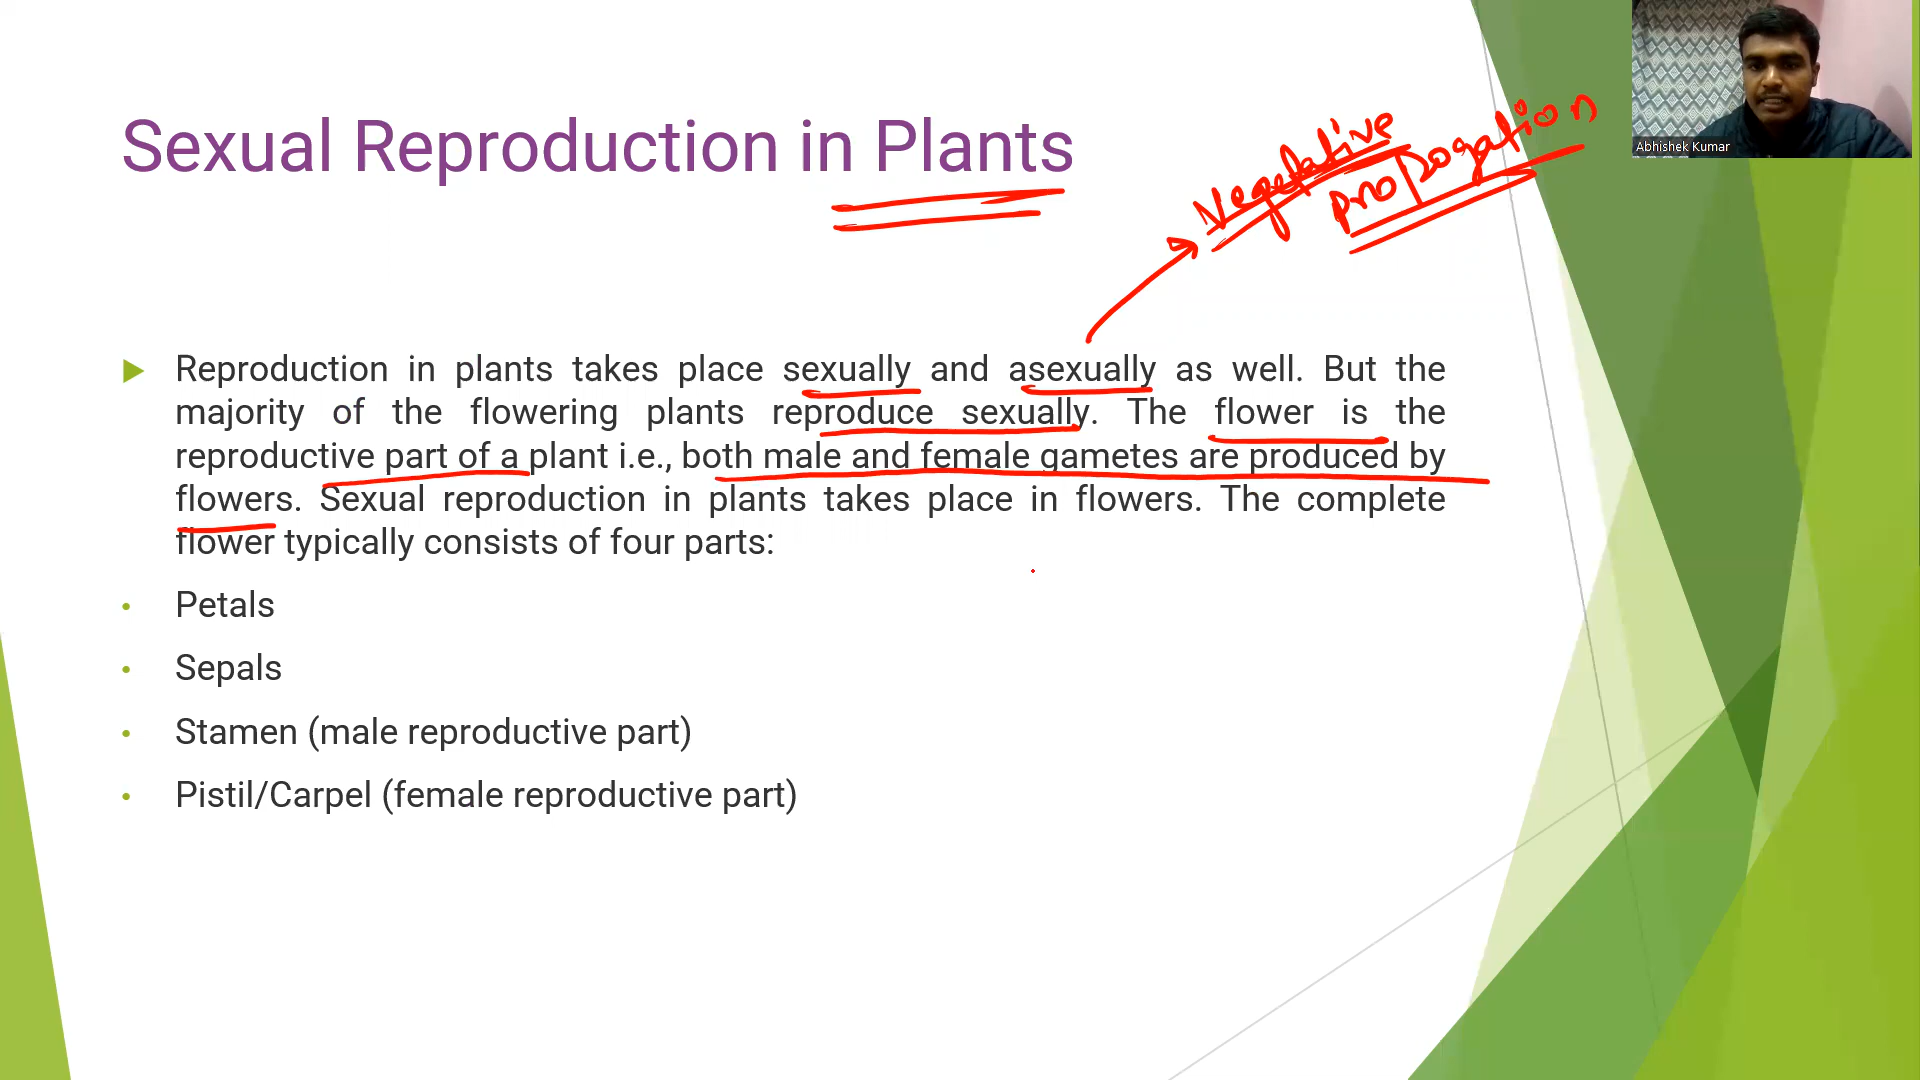 Sexual Reproduction in Plants
Vegetative
propogation
Abhishek Kumar
Reproduction in plants takes place sexually and asexually as well. But the
majority of the flowering plants reproduce sexually. The flower is the
reproductive part of a plant i.e., both male and female gametes are produced by
flowers. Sexual reproduction in plants takes place in flowers. The complete
flower typically consists of four parts:
Petals
Sepals
Stamen (male reproductive part)
Pistil/Carpel (female reproductive part)